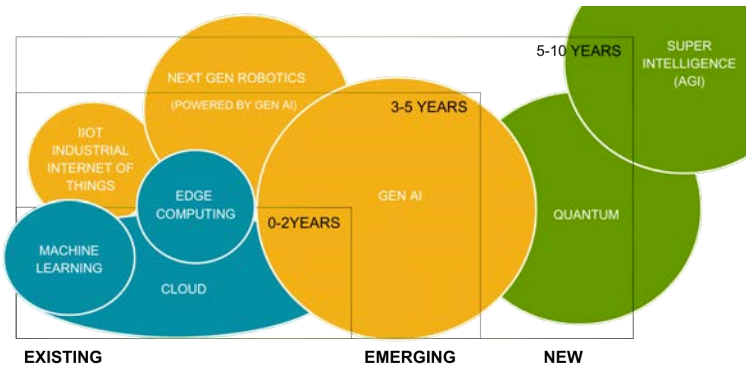 5-10 YEARS
SUPER
INTELLIGENCE
(AGI)
NEXT GEN ROBOTICS
(POWERED BY GEN AI)
3-5 YEARS
IIOT
INDUSTRIAL
INTERNET OF
THINGS
EDGE
COMPUTING
GEN AI
0-2YEARS
QUANTUM
MACHINE
LEARNING
CLOUD
EXISTING
EMERGING
NEW